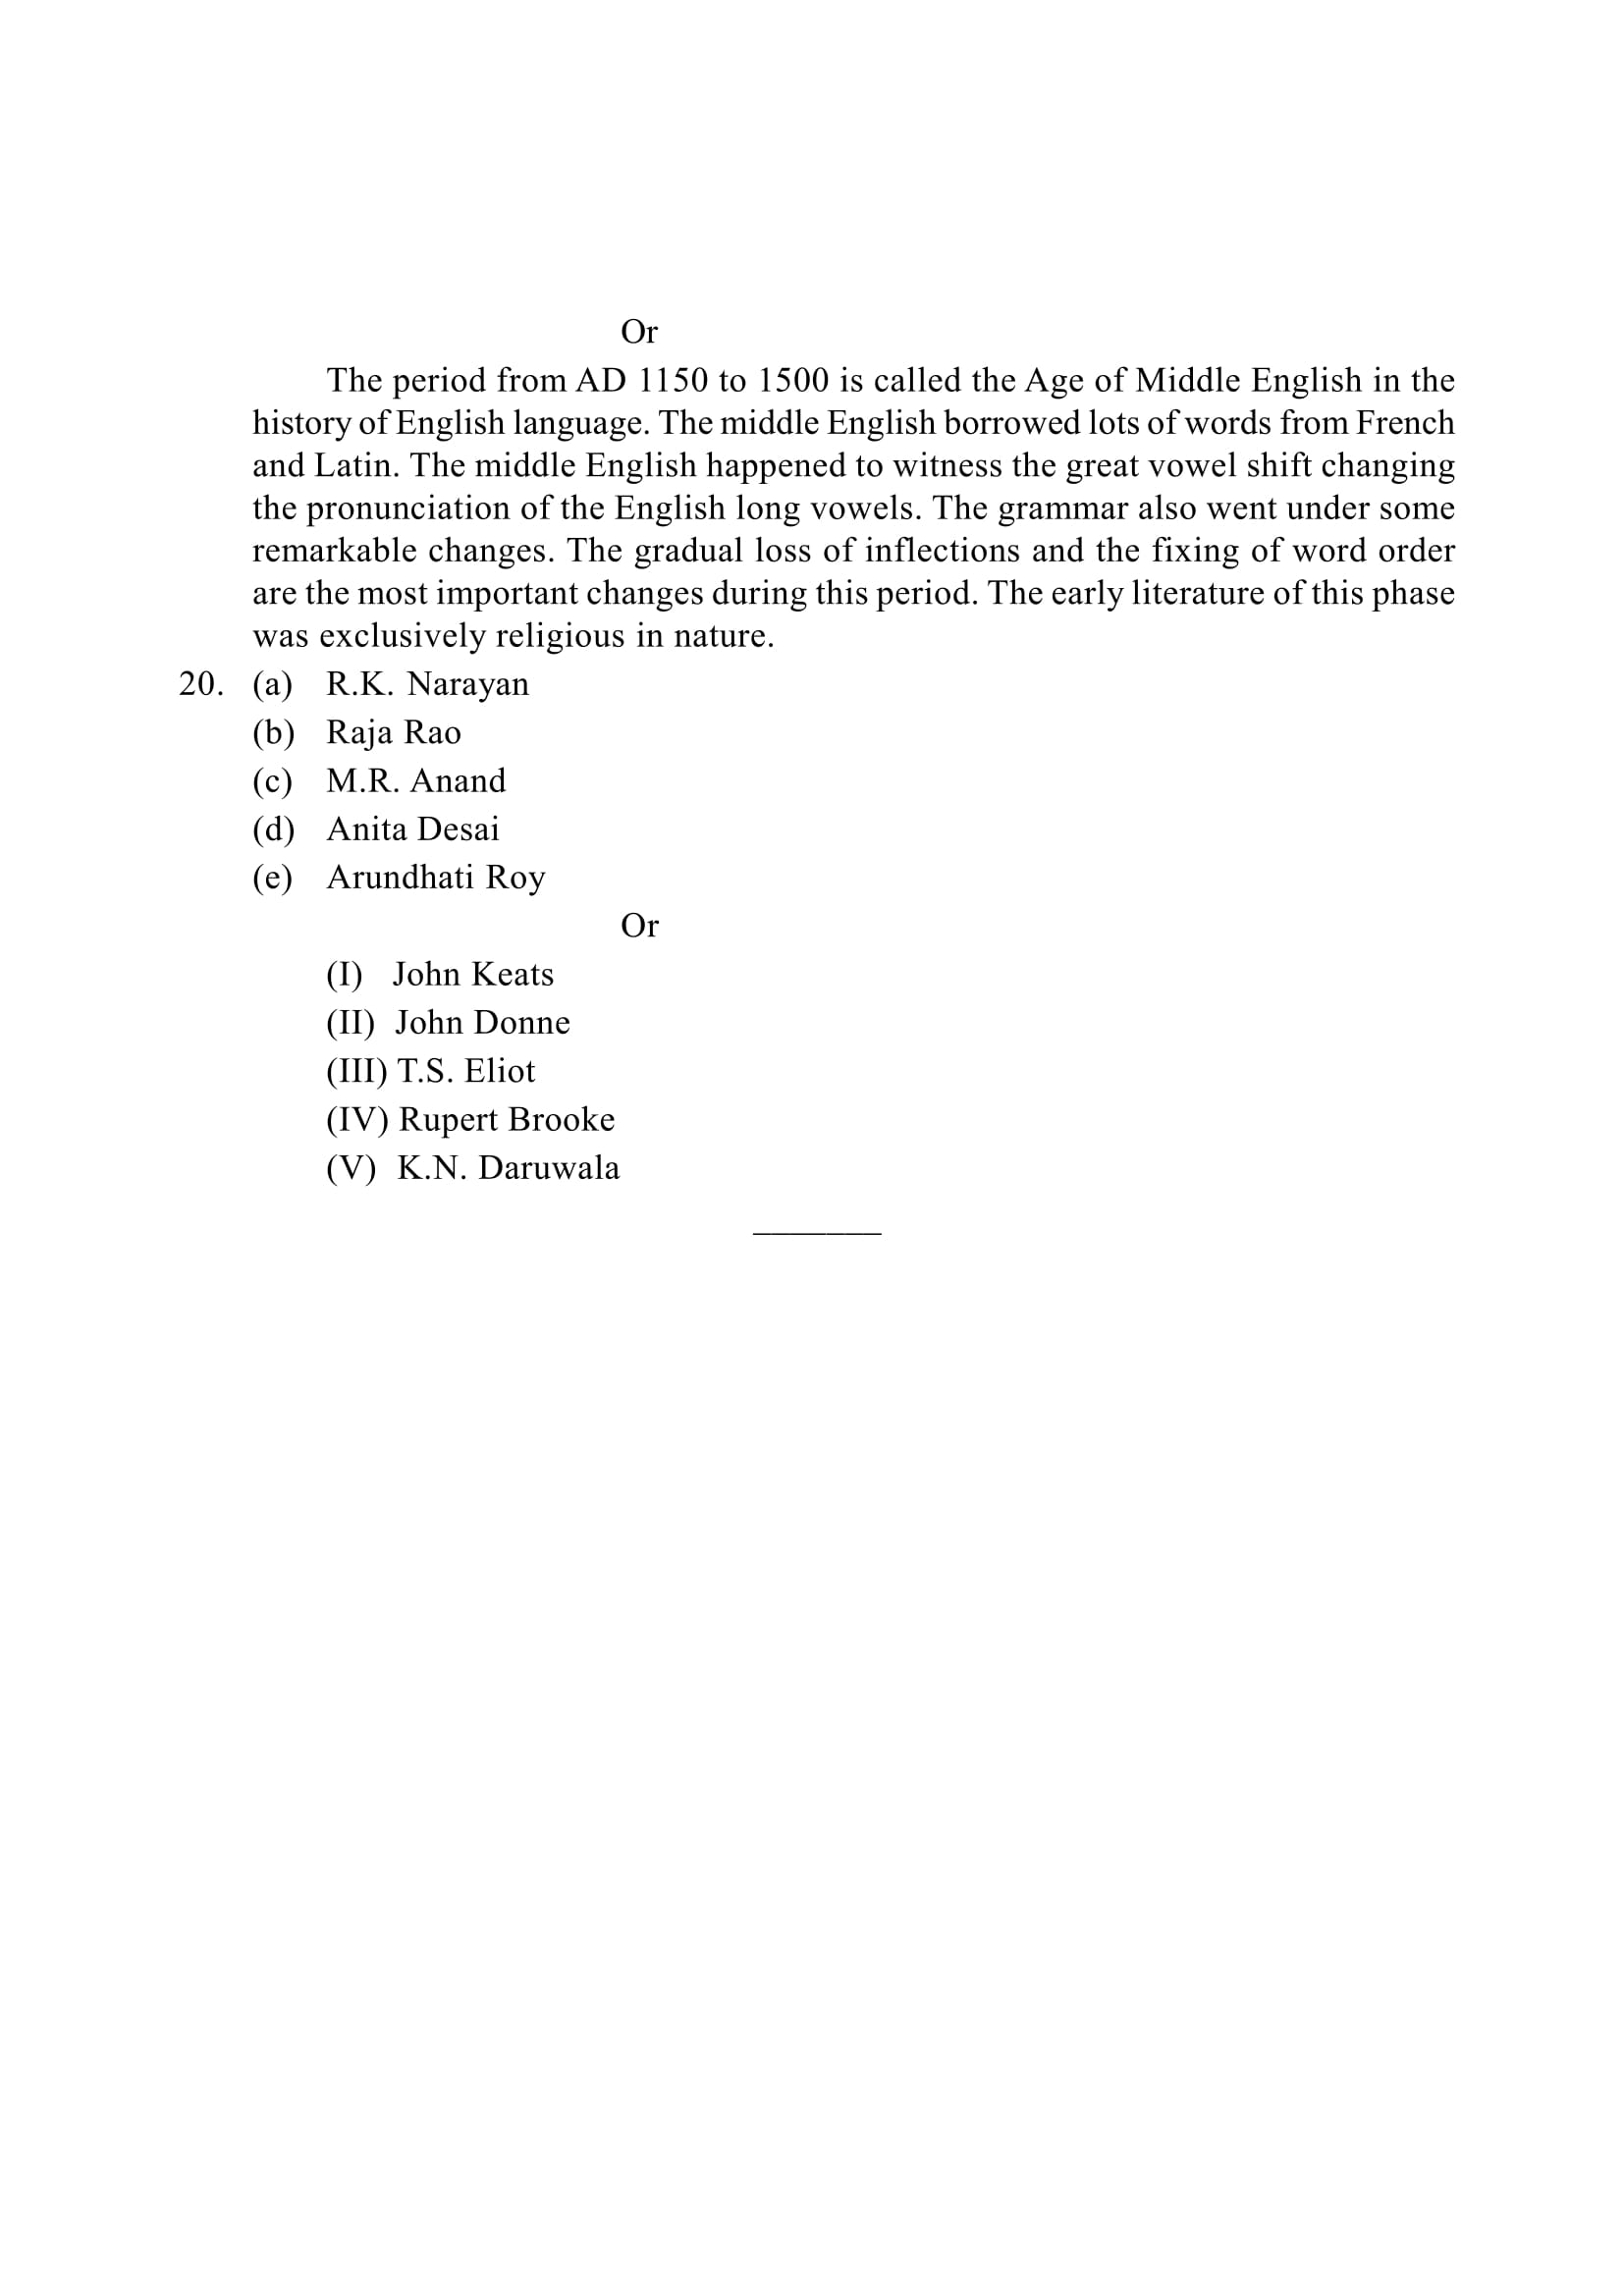 Or
The period from AD 1150 to 1500 is called the Age of Middle English in the
history of English language. The middle English borrowed lots of words from French
and Latin. The middle English happened to witness the great vowel shift changing
the pronunciation of the English long vowels. The grammar also went under some
remarkable changes. The gradual loss of inflections and the fixing of word order
are the most important changes during this period. The early literature of this phase
was exclusively religious in nature.
20. (a) R.K. Narayan
(b) Raja Rao
(c) M.R. Anand
(d) Anita Desai
(e) Arundhati Roy
Or
(I) John Keats
(II) John Donne
(III) T.S. Eliot
(IV) Rupert Brooke
(V) K.N. Daruwala
_______